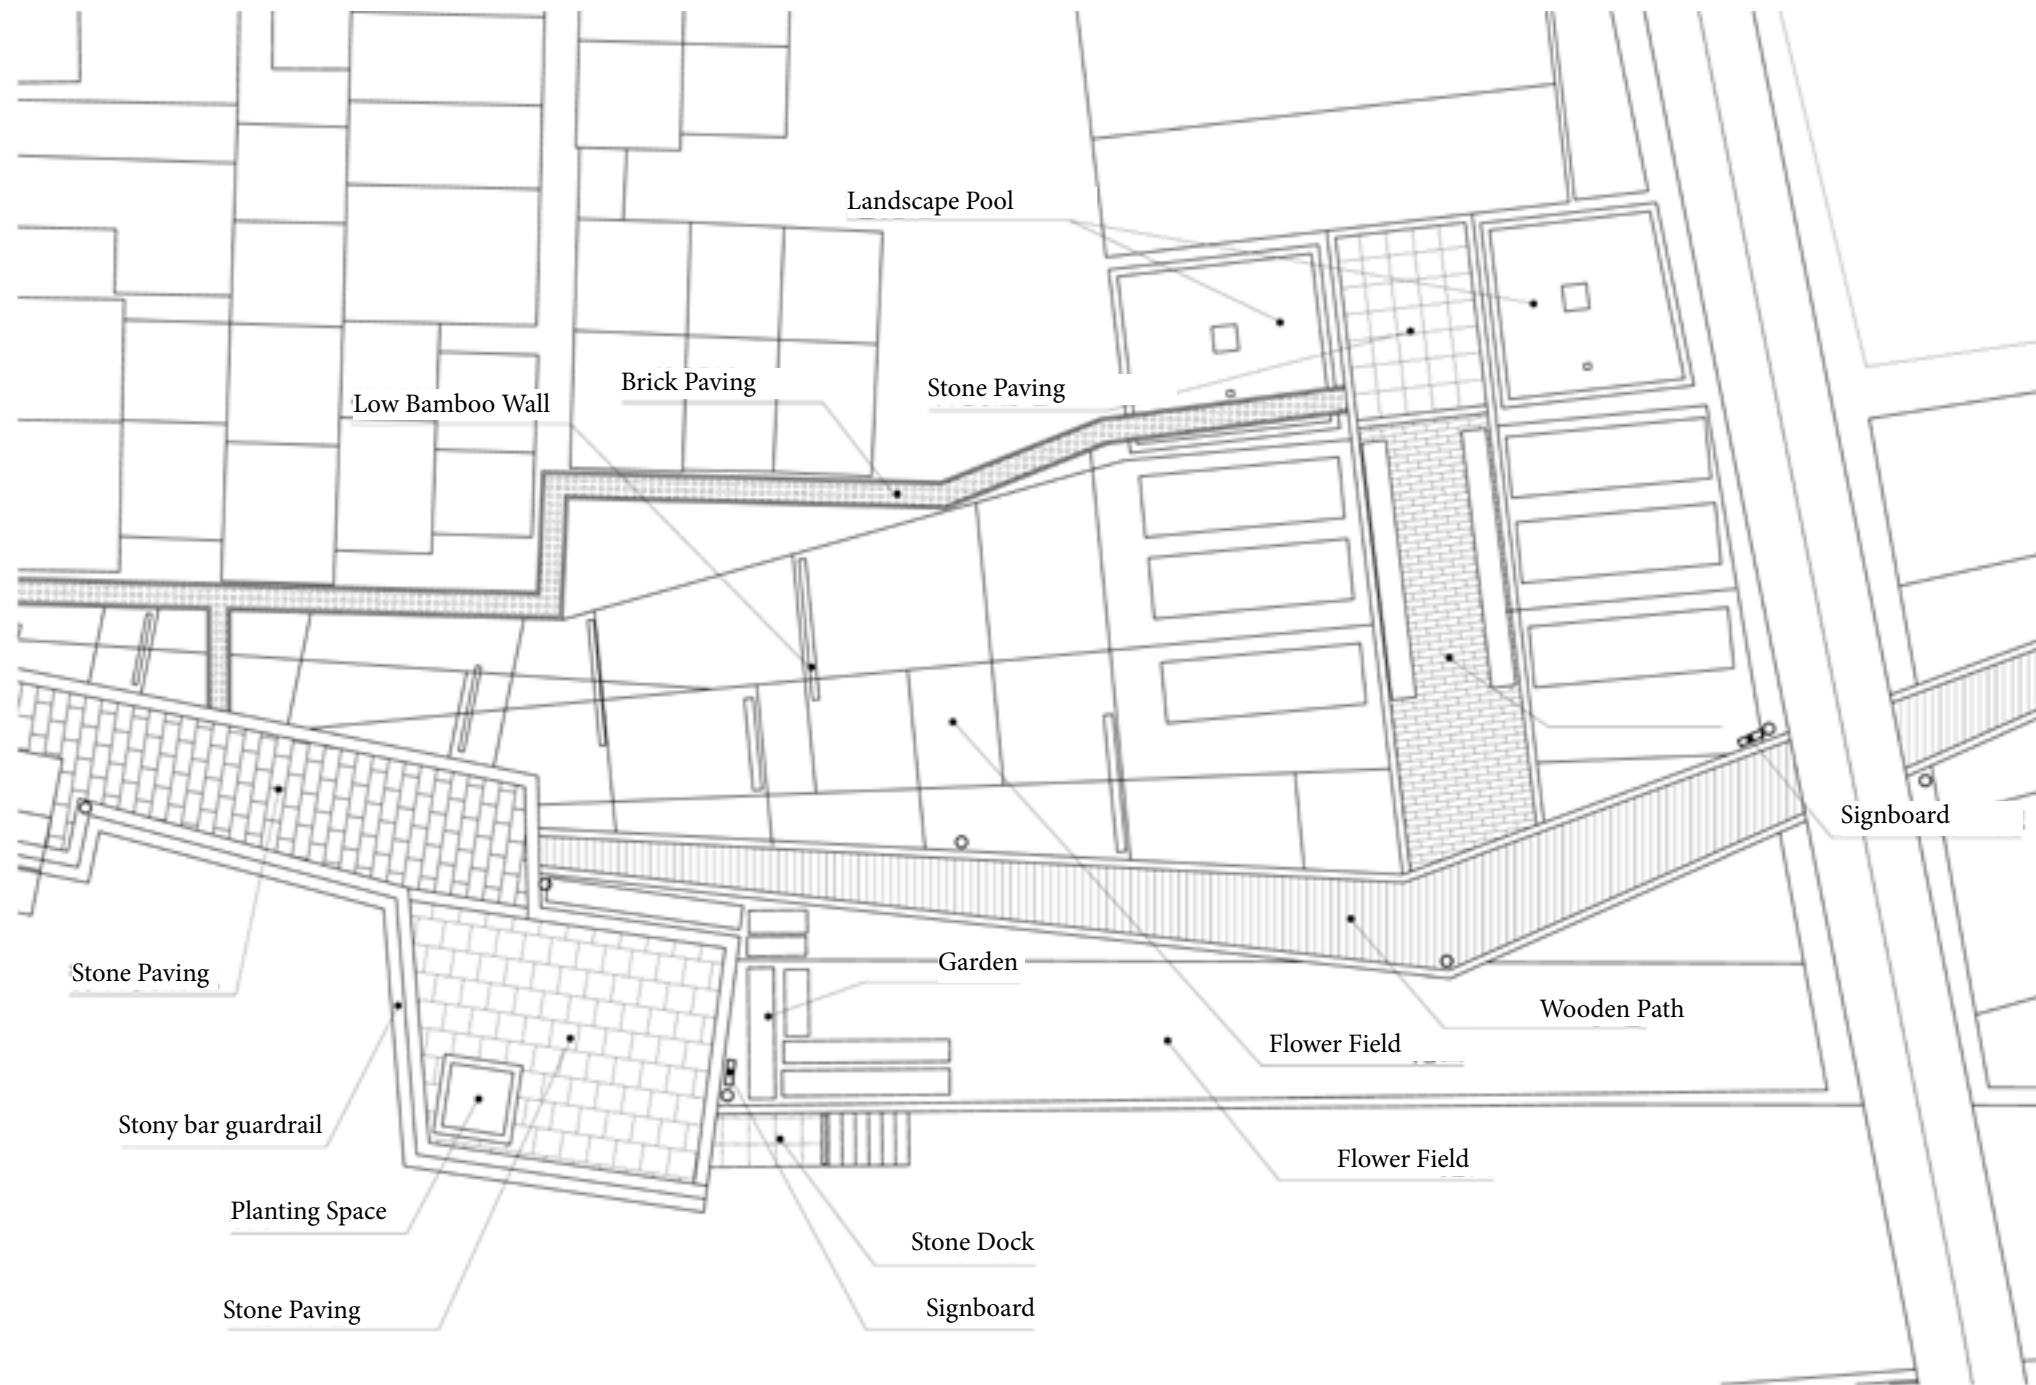 Landscape Pool
Brick Paving
Stone Paving
Low Bamboo Wall
Signboard
Garden
Stone Paving
Wooden Path
Flower Field
Stony bar guardrail
Flower Field
Planting Space
Stone Dock
Stone Paving
Signboard